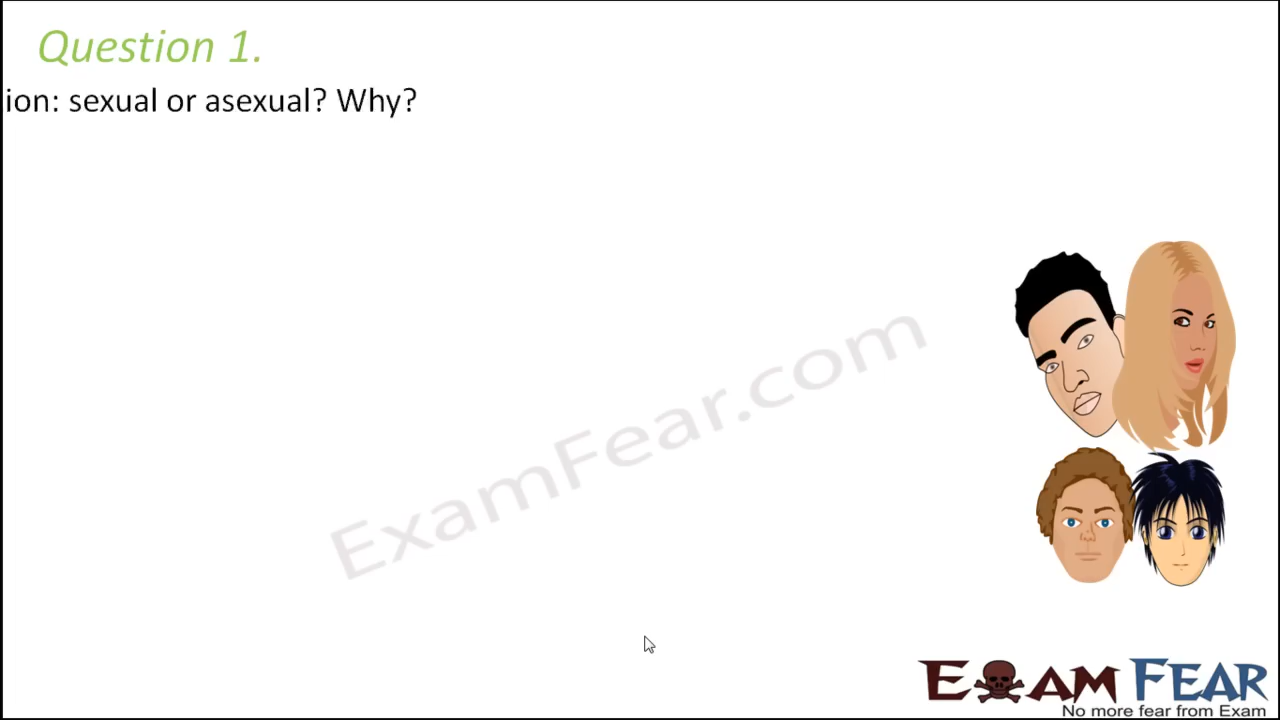 Question 1.
ion: sexual or asexual? Why?
ExamFear.com
EXAM FEAR
No more fear from Exam